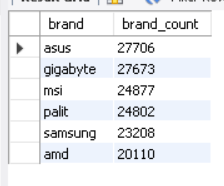 brand brand_count
asus 27706
gigabyte 27673
msi 24877
palit 24802
samsung 23208
amd 20110